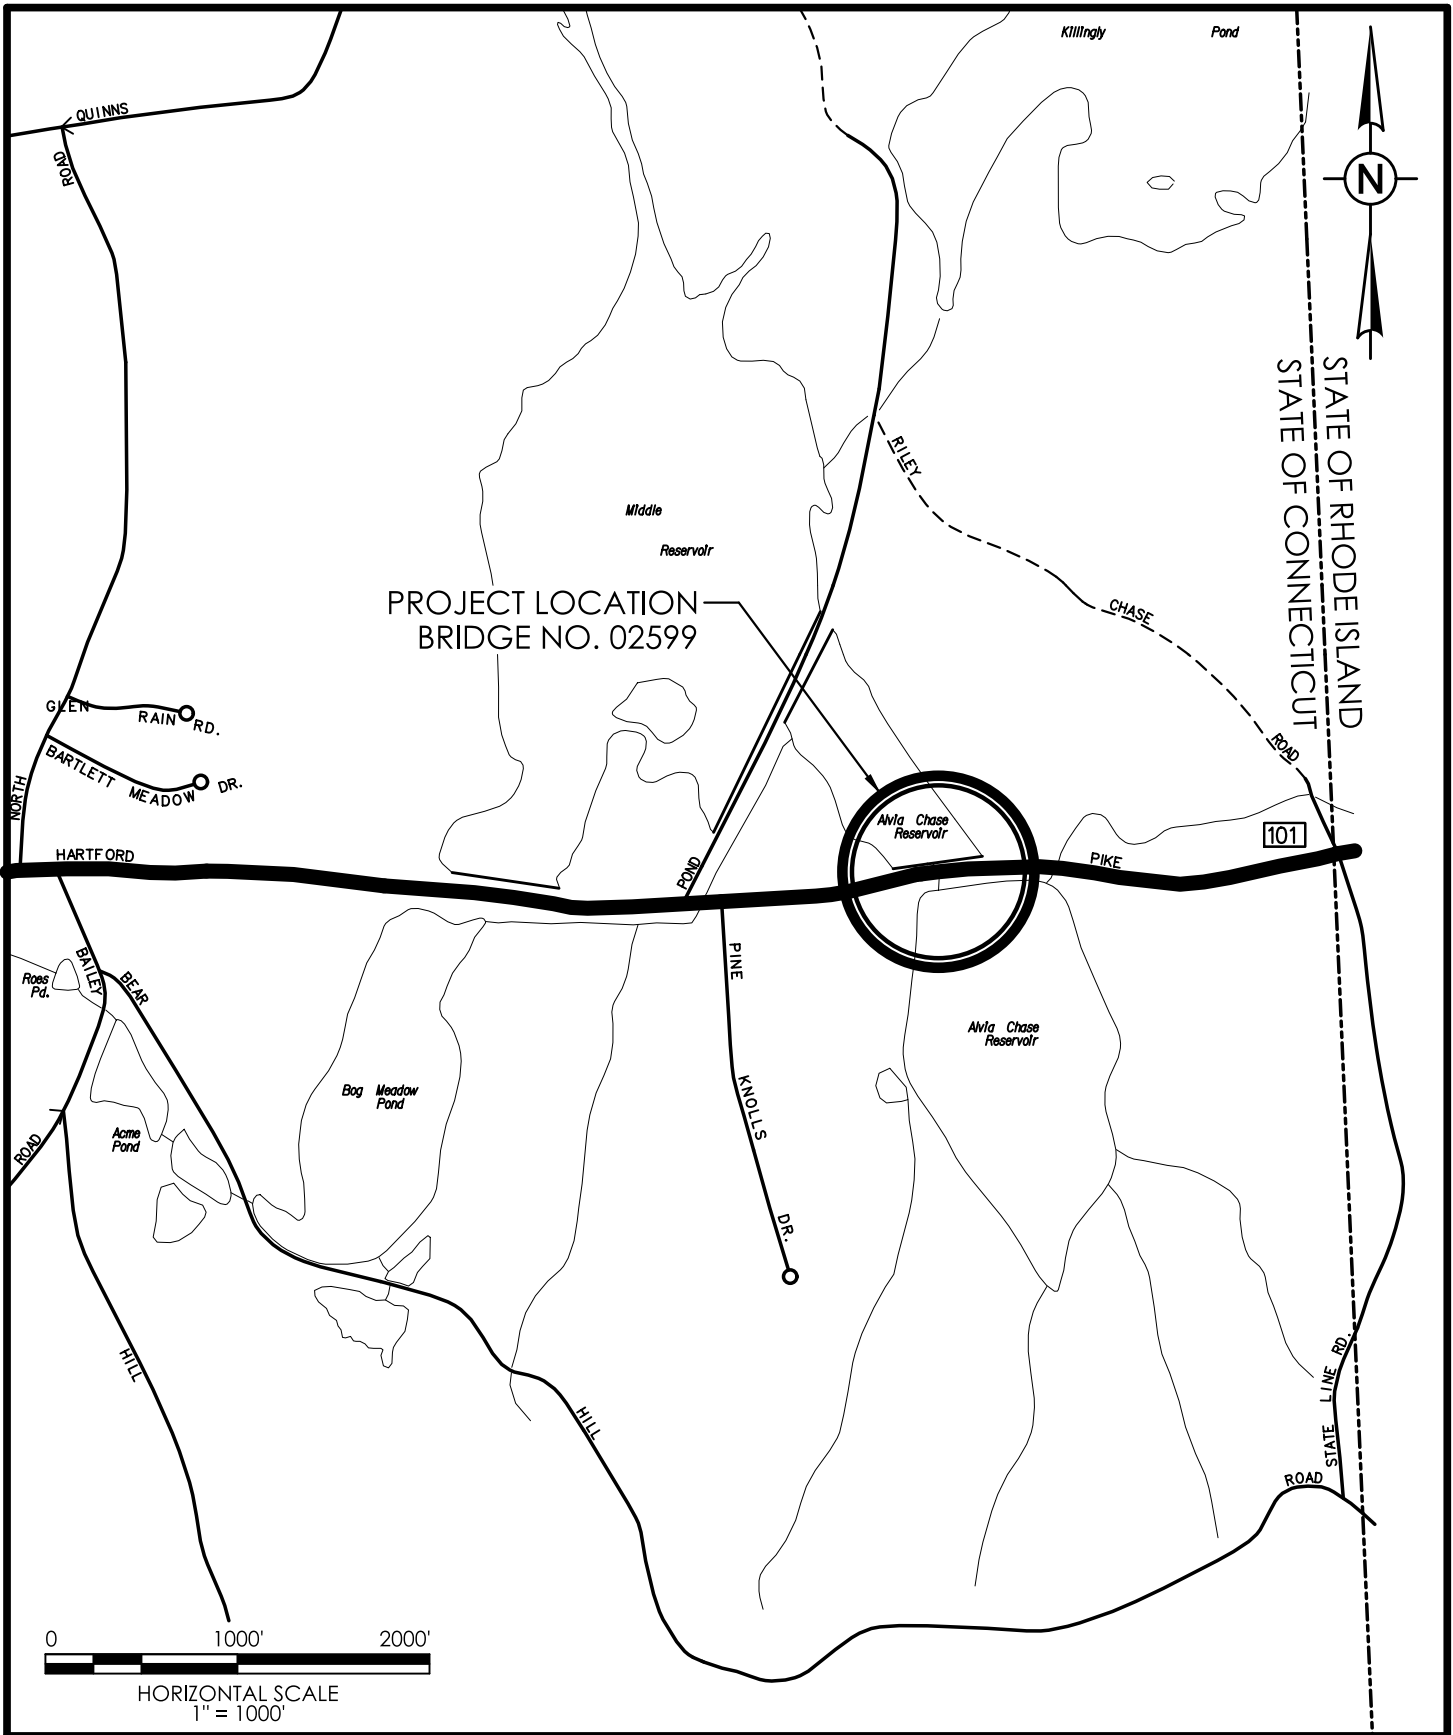 Killingly Pond
QUINNS
ROAD
N
STATE OF RHODE ISLAND
STATE OF CONNECTICUT
RILEY
Middle
Reservoir
PROJECT LOCATION
BRIDGE NO. 02599
CHASE
ROAD
GLEN RAIN RD.
BARTLETT MEADOW DR.
NORTH
Alvia Chase
Reservoir
101
HARTFORD
PIKE
POND
BAILEY
BEAR
Roes
Pd.
PINE
KNOLLS
DR.
Alvia Chase
Reservoir
Bog Meadow
Pond
Acme
Pond
ROAD
HILL
HILL
STATE LINE RD.
ROAD
0 1000' 2000'
HORIZONTAL SCALE
1" = 1000'